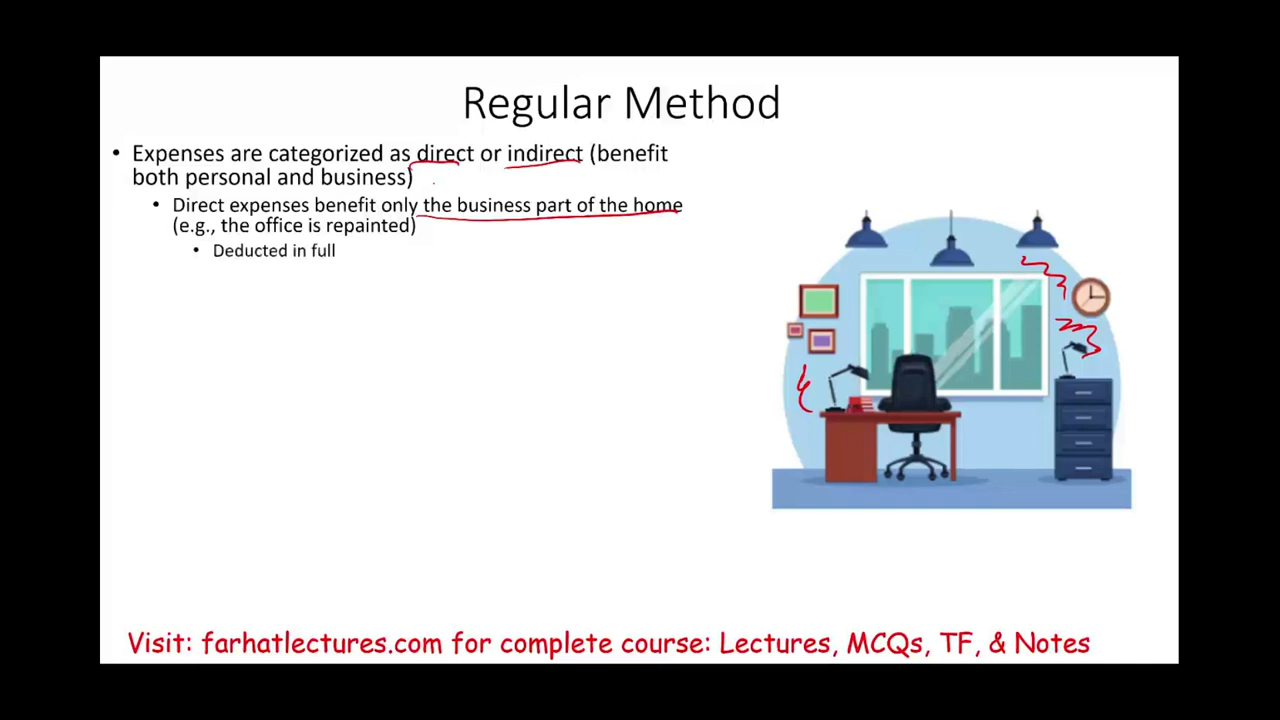 Regular Method
• Expenses are categorized as direct or indirect (benefit
both personal and business)
• Direct expenses benefit only the business part of the home
(e.g., the office is repainted)
• Deducted in full
Visit: farhatlectures.com for complete course: Lectures, MCQs, TF, & Notes